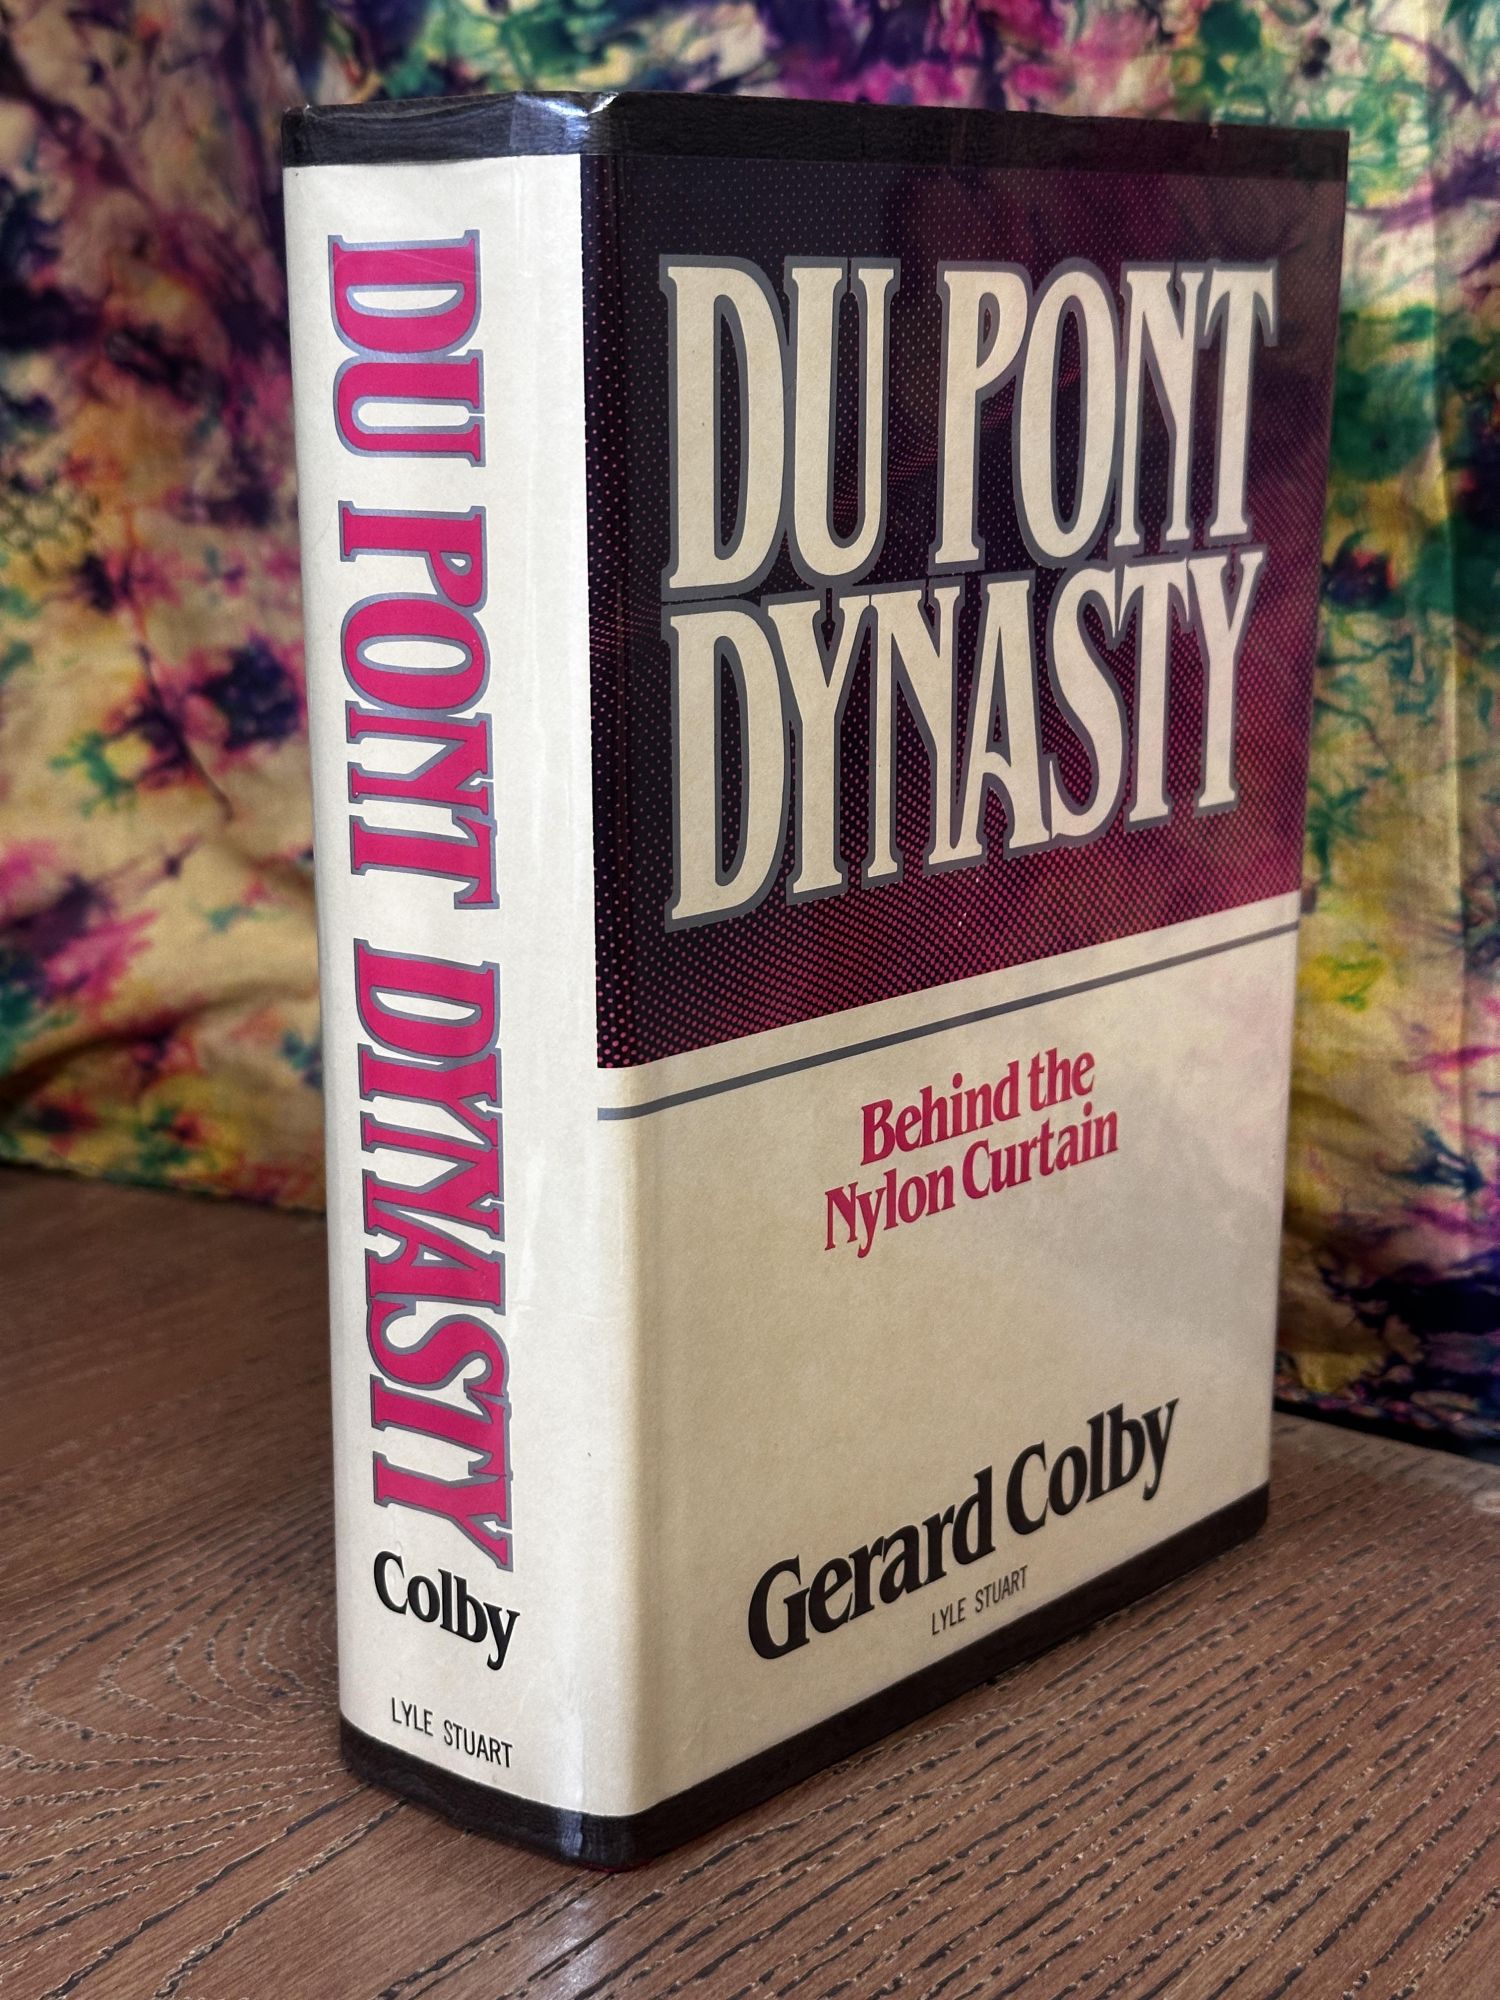 DU PONT DYNASTY
Colby
LYLE STUART
DU PONT
DYNASTY
Behind the
Nylon Curtain
Gerard Colby
LYLE STUART